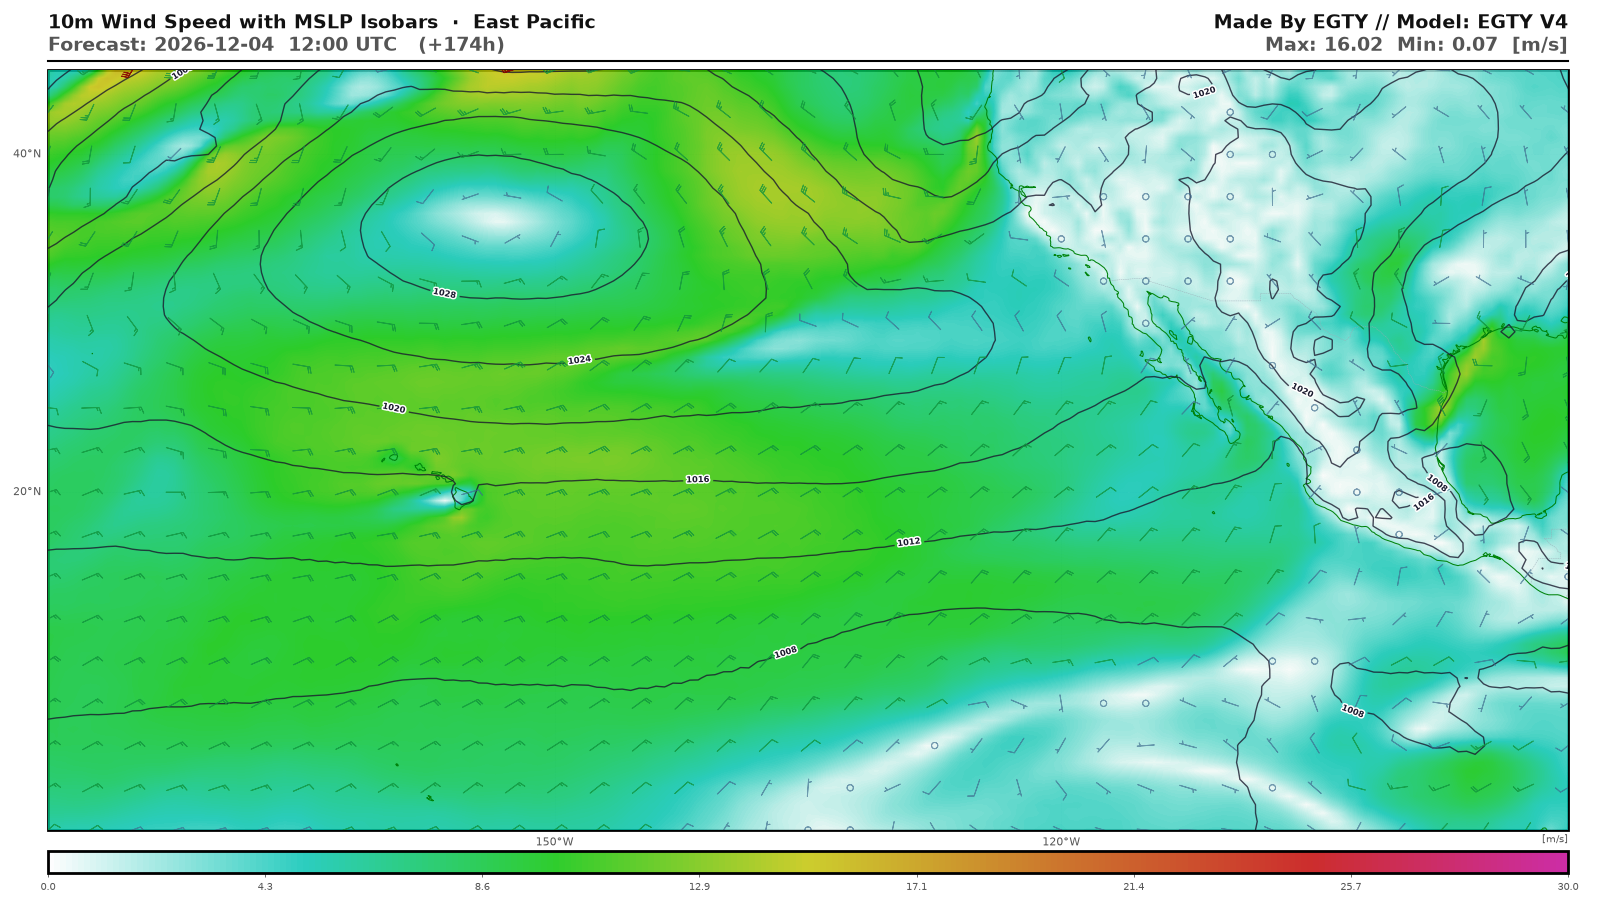 10m Wind Speed with MSLP Isobars · East Pacific
Made By EGTY // Model: EGTY V4
Forecast: 2026-12-04 12:00 UTC (+174h)
Max: 16.02 Min: 0.07 [m/s]
1020
40°N
1028
1024
1020
1020
1016
1008
20°N
1016
1012
1008
1008
150°W
120°W
[m/s]
0.0
4.3
8.6
12.9
17.1
21.4
25.7
30.0